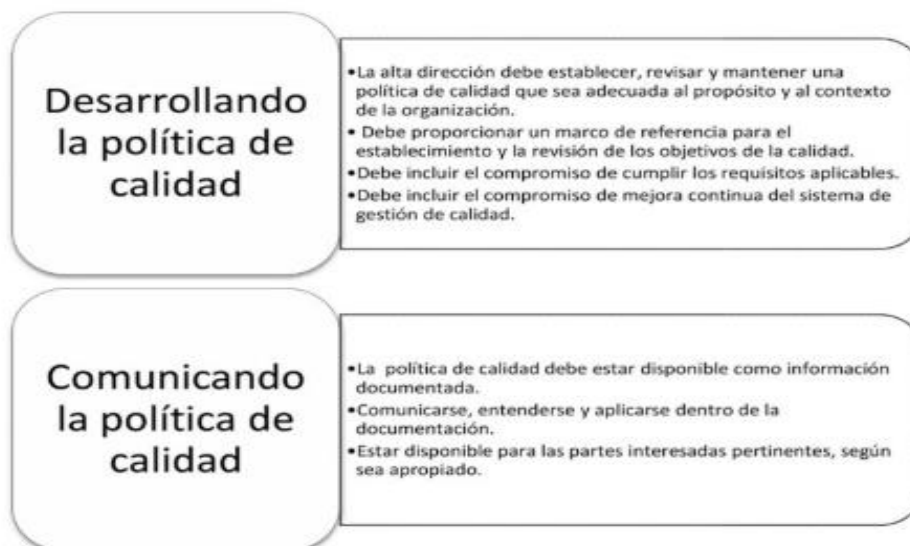 Desarrollando
la política de
calidad
•La alta dirección debe establecer, revisar y mantener una
política de calidad que sea adecuada al propósito y al contexto
de la organización.
• Debe proporcionar un marco de referencia para el
establecimiento y la revisión de los objetivos de la calidad.
•Debe incluir el compromiso de cumplir los requisitos aplicables.
•Debe incluir el compromiso de mejora continua del sistema de
gestión de calidad.
Comunicando
la política de
calidad
•La política de calidad debe estar disponible como información
documentada.
•Comunicarse, entenderse y aplicarse dentro de la
documentación.
•Estar disponible para las partes interesadas pertinentes, según
sea apropiado.